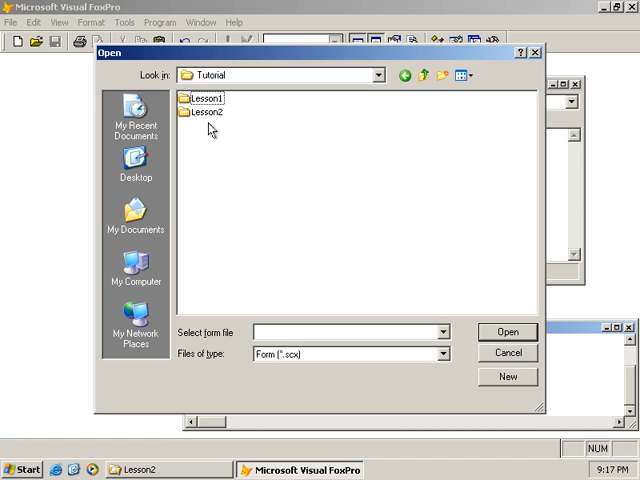 Microsoft Visual FoxPro
File Edit View Format Tools Program Window Help
Open
Look in: Tutorial
My Recent
Documents
Desktop
My Documents
My Computer
My Network
Places
Lesson1
Lesson2
Select form file
Open
Files of type: Form (*.scx)
Cancel
New
NUM
Start
Lesson2
Microsoft Visual FoxPro
9:17 PM